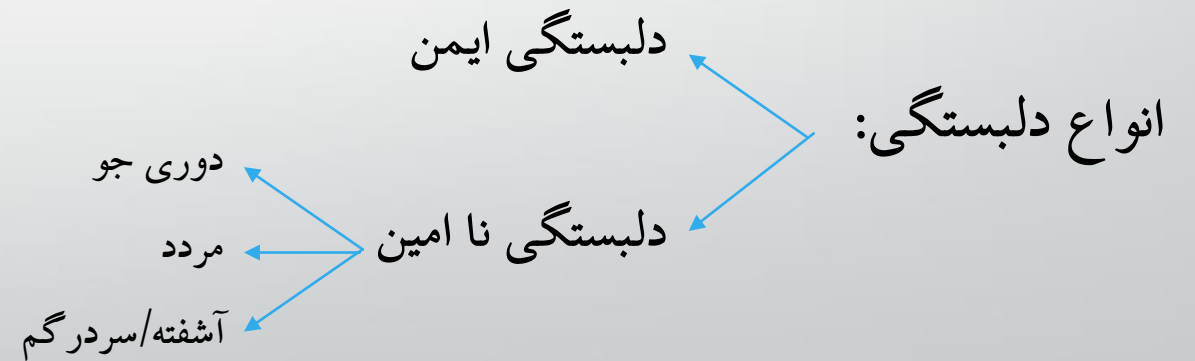 انواع دلبستگی:
دلبستگی ایمن
دلبستگی نا امین
دوری جو
مردد
آشفته/سردرگم